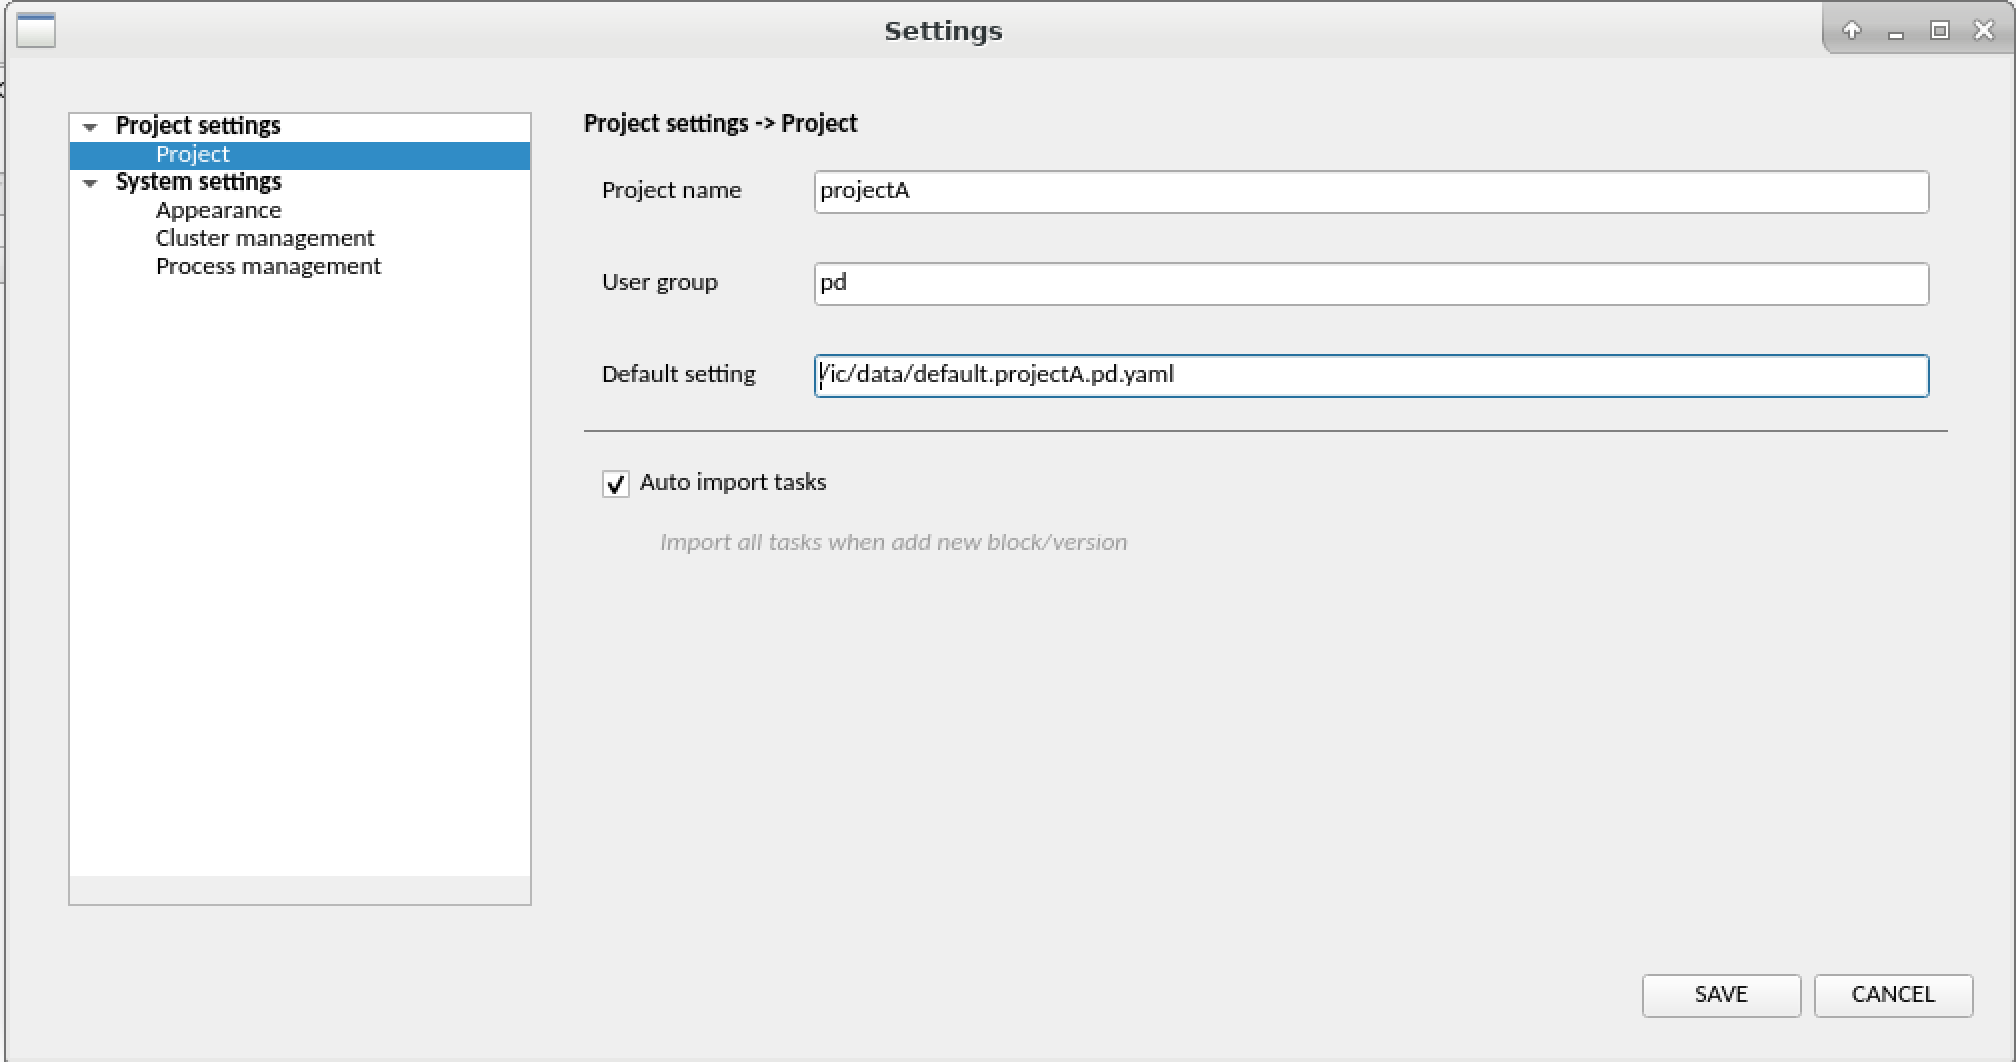 Settings
Project settings
Project
System settings
Appearance
Cluster management
Process management
Project settings -> Project
Project name projectA
User group pd
Default setting /ic/data/default.projectA.pd.yaml
Auto import tasks
Import all tasks when add new block/version
SAVE CANCEL